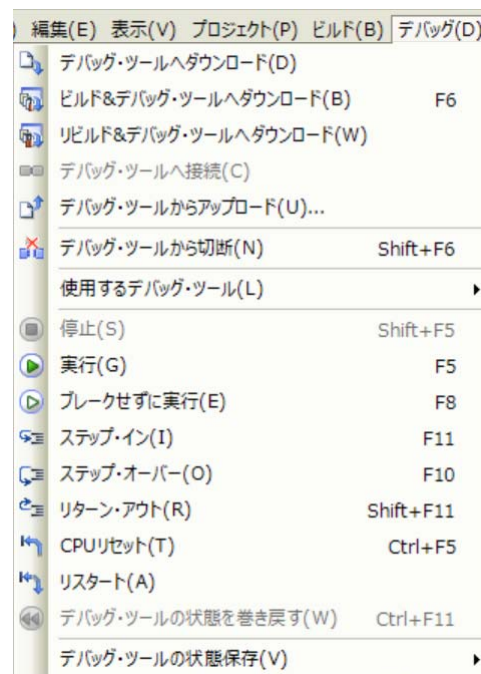 ) 編集(E) 表示(V) プロジェクト(P) ビルド(B) デバッグ(D)
デバッグ・ツールへダウンロード(D)
ビルド&デバッグ・ツールへダウンロード(B) F6
リビルド&デバッグ・ツールへダウンロード(W)
デバッグ・ツールへ接続(C)
デバッグ・ツールからアップロード(U)...
デバッグ・ツールから切断(N) Shift+F6
使用するデバッグ・ツール(L)
停止(S) Shift+F5
実行(G) F5
ブレークせずに実行(E) F8
ステップ・イン(I) F11
ステップ・オーバー(O) F10
リターン・アウト(R) Shift+F11
CPUリセット(T) Ctrl+F5
リスタート(A)
デバッグ・ツールの状態を巻き戻す(W) Ctrl+F11
デバッグ・ツールの状態保存(V)